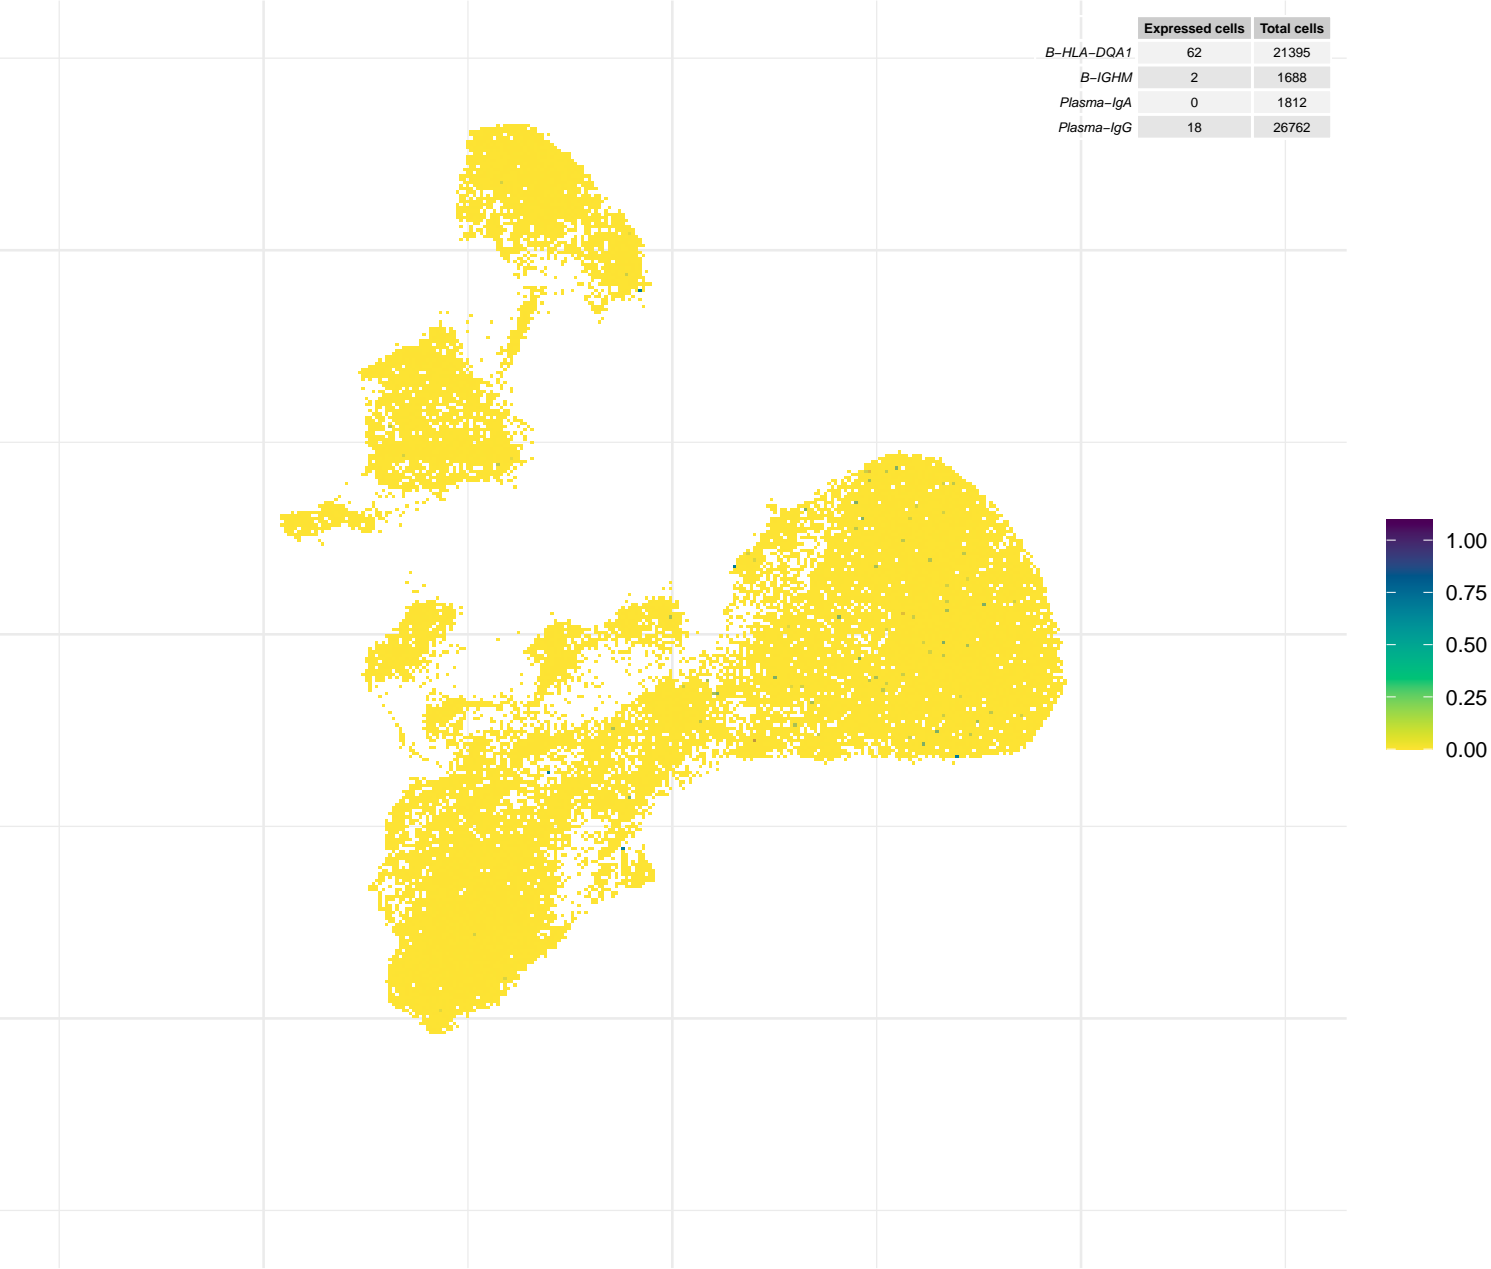 Expressed cells Total cells
B−HLA−DQA1 62 21395
B−IGHM 2 1688
Plasma−IgA 0 1812
Plasma−IgG 18 26762
1.00
0.75
0.50
0.25
0.00